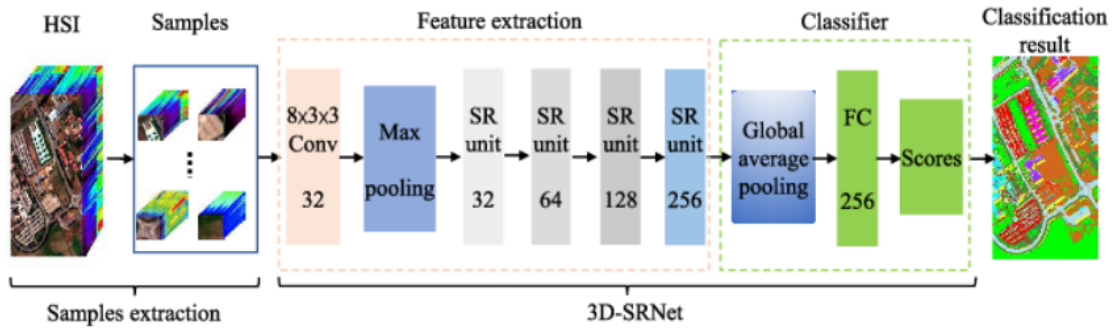 HSI
Samples
Feature extraction
Classifier
Classification
result
8x3x3
Conv
32
Max
pooling
SR
unit
32
SR
unit
64
SR
unit
128
SR
unit
256
Global
average
pooling
FC
256
Scores
Samples extraction
3D-SRNet